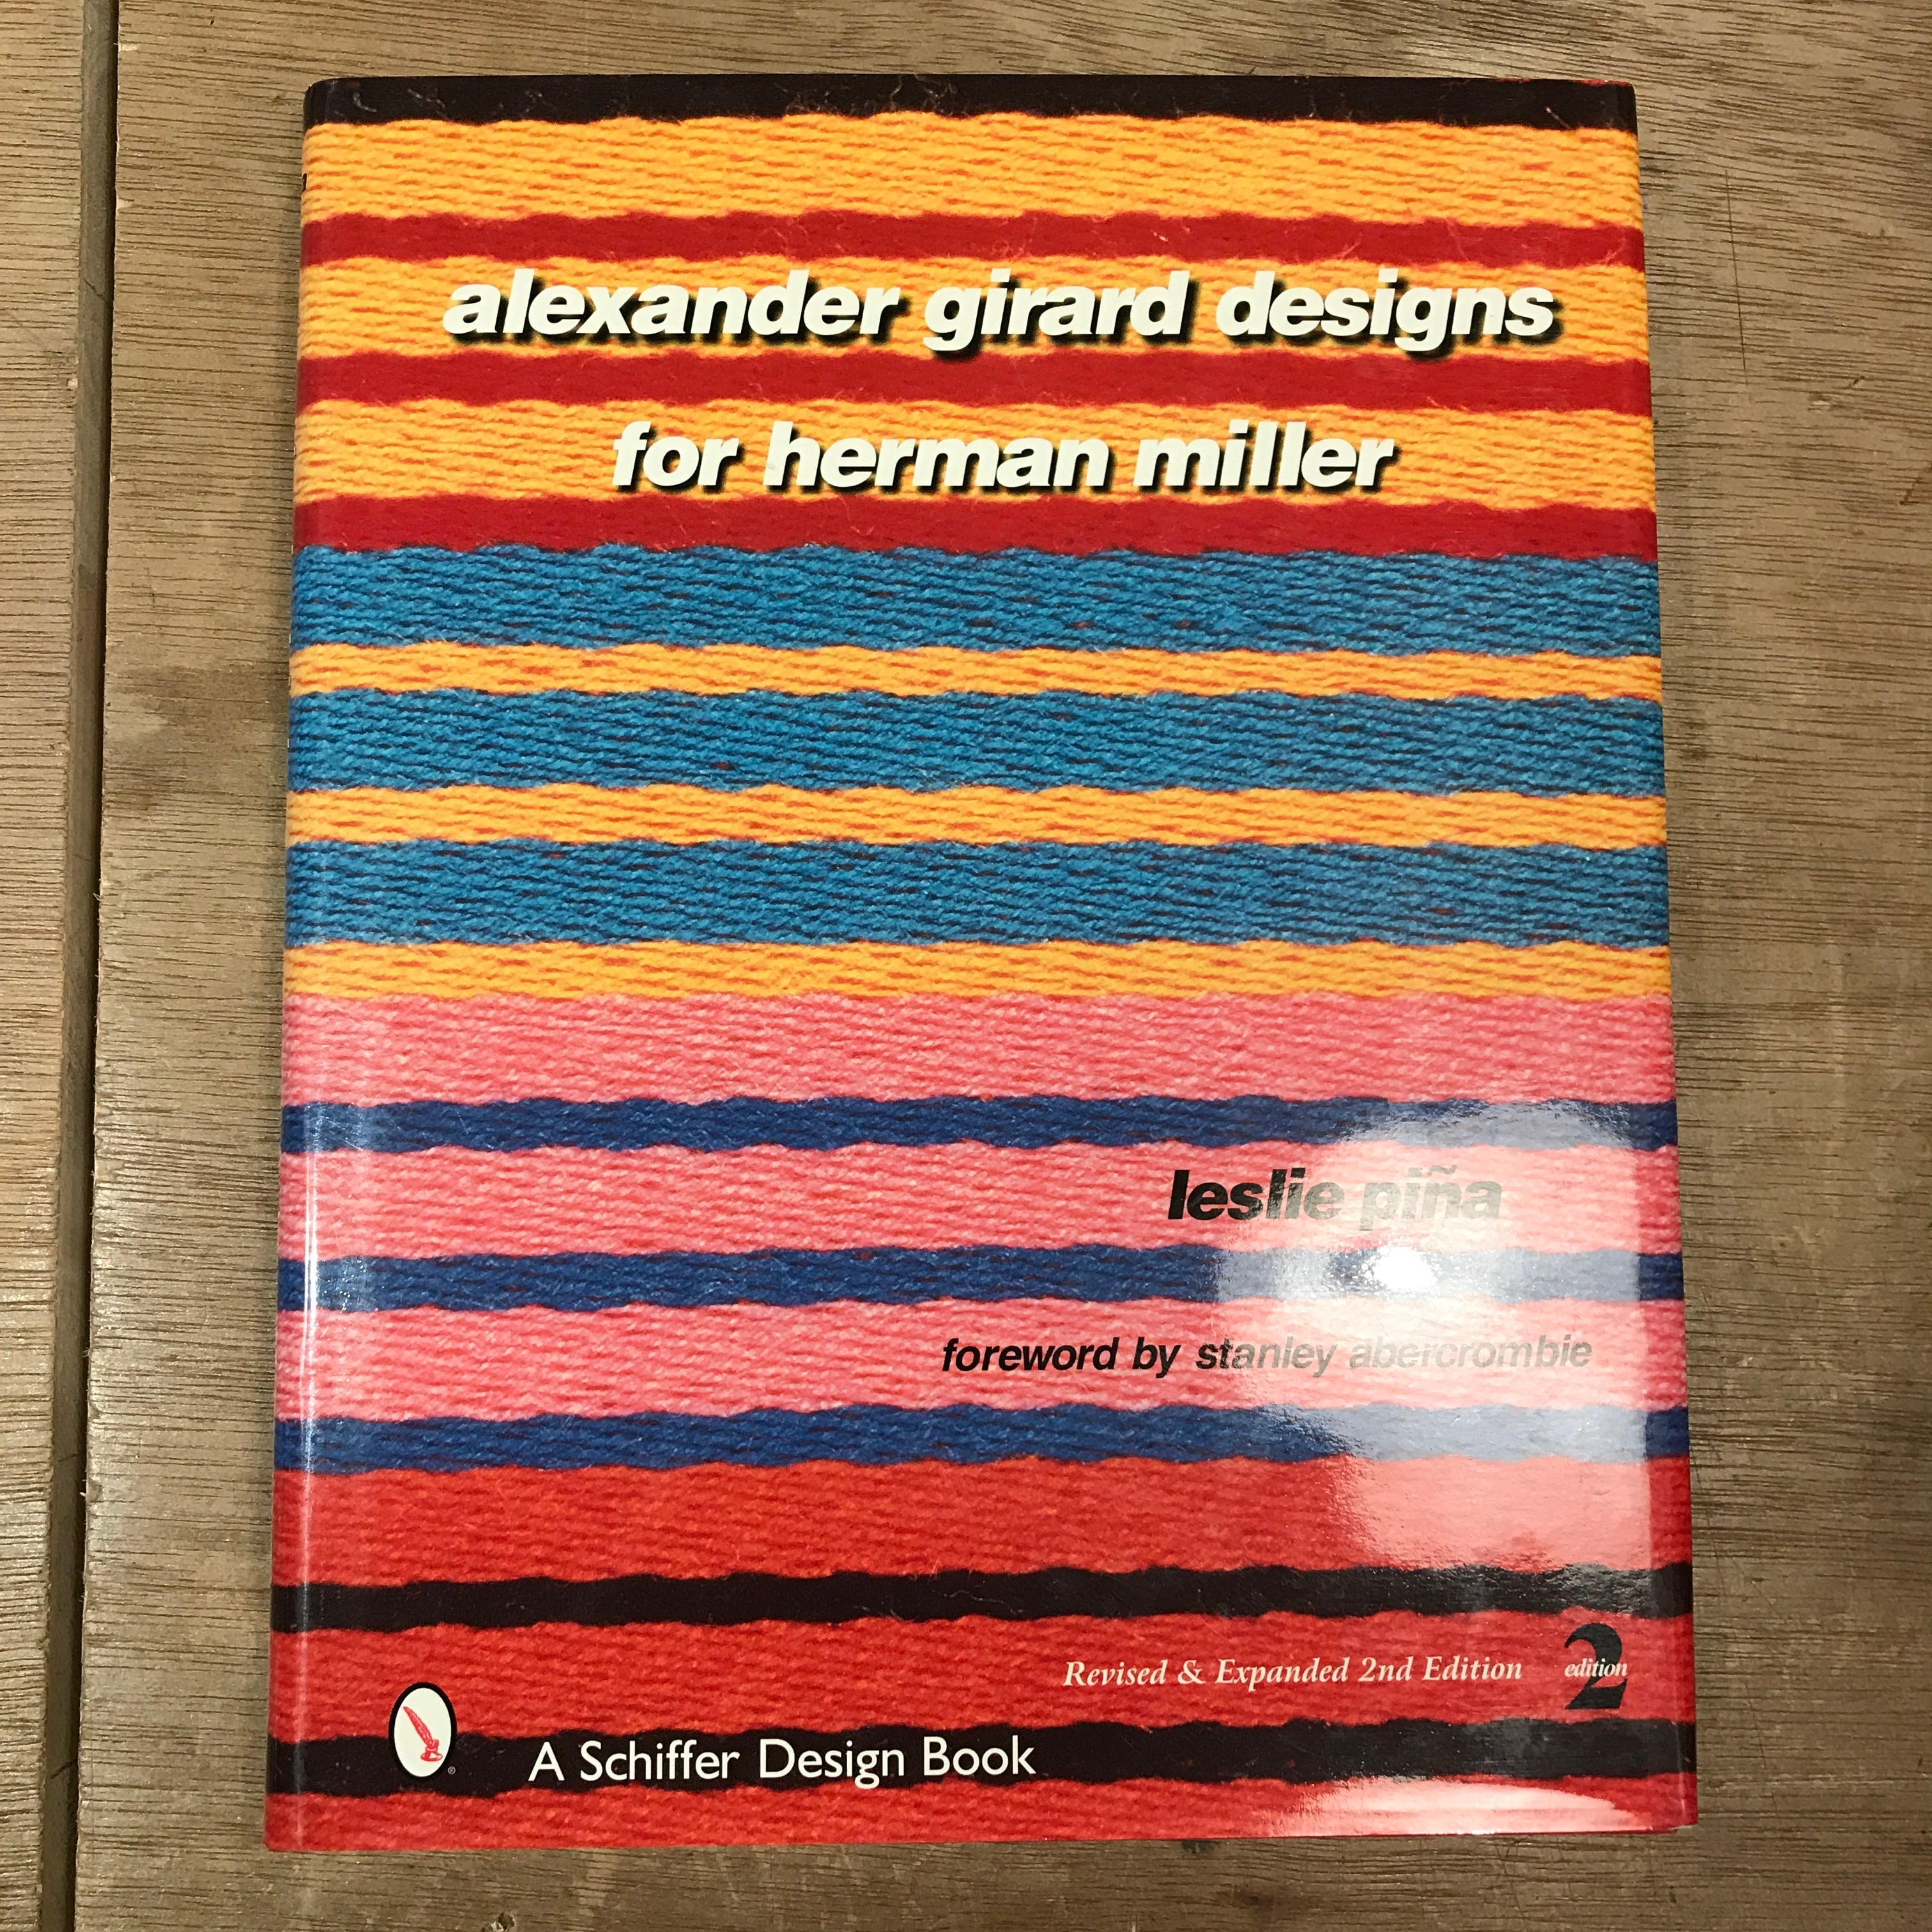 alexander girard designs
for herman miller
leslie piña
foreword by stanley abercrombie
Revised & Expanded 2nd Edition
2
edition
A Schiffer Design Book
®